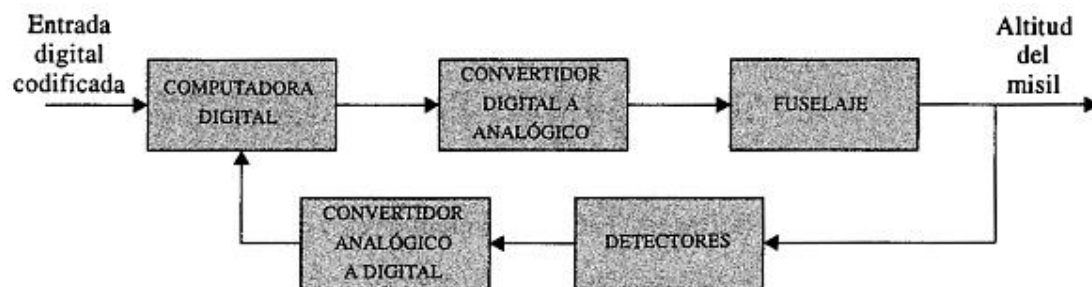 Entrada
digital
codificada
COMPUTADORA
DIGITAL
CONVERTIDOR
DIGITAL A
ANALÓGICO
FUSELAJE
Altitud
del
misil
CONVERTIDOR
ANALÓGICO
A DIGITAL
DETECTORES